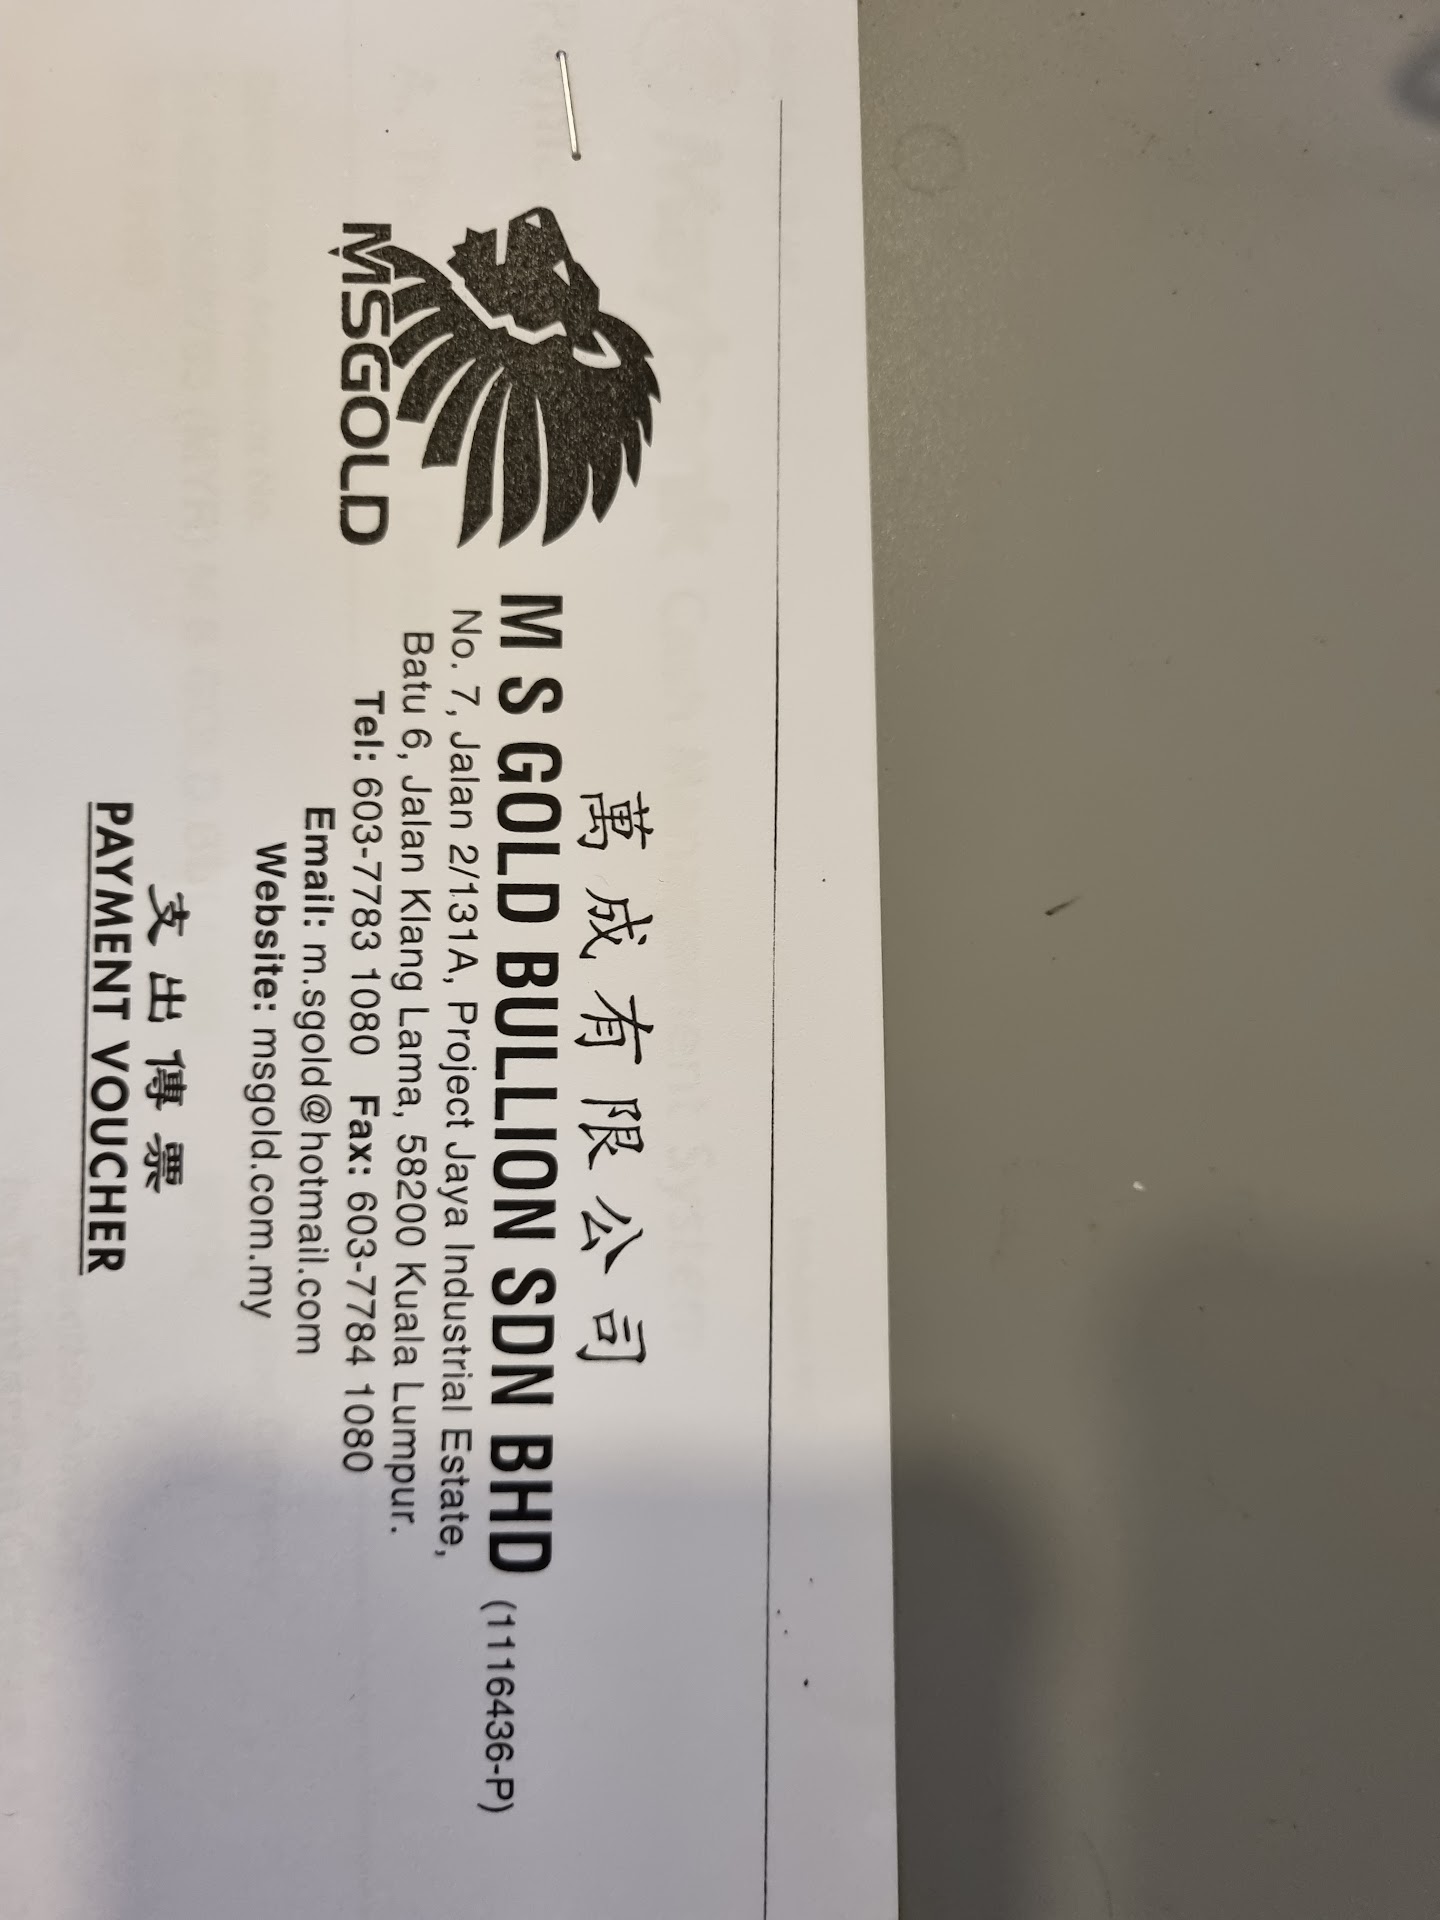 萬成有限公司
M S GOLD BULLION SDN BHD (1116436-P)
No. 7, Jalan 2/131A, Project Jaya Industrial Estate,
Batu 6, Jalan Klang Lama, 58200 Kuala Lumpur.
Tel: 603-7783 1080 Fax: 603-7784 1080
Email: m.sgold@hotmail.com
Website: msgold.com.my
MSGOLD
支出傳票
PAYMENT VOUCHER